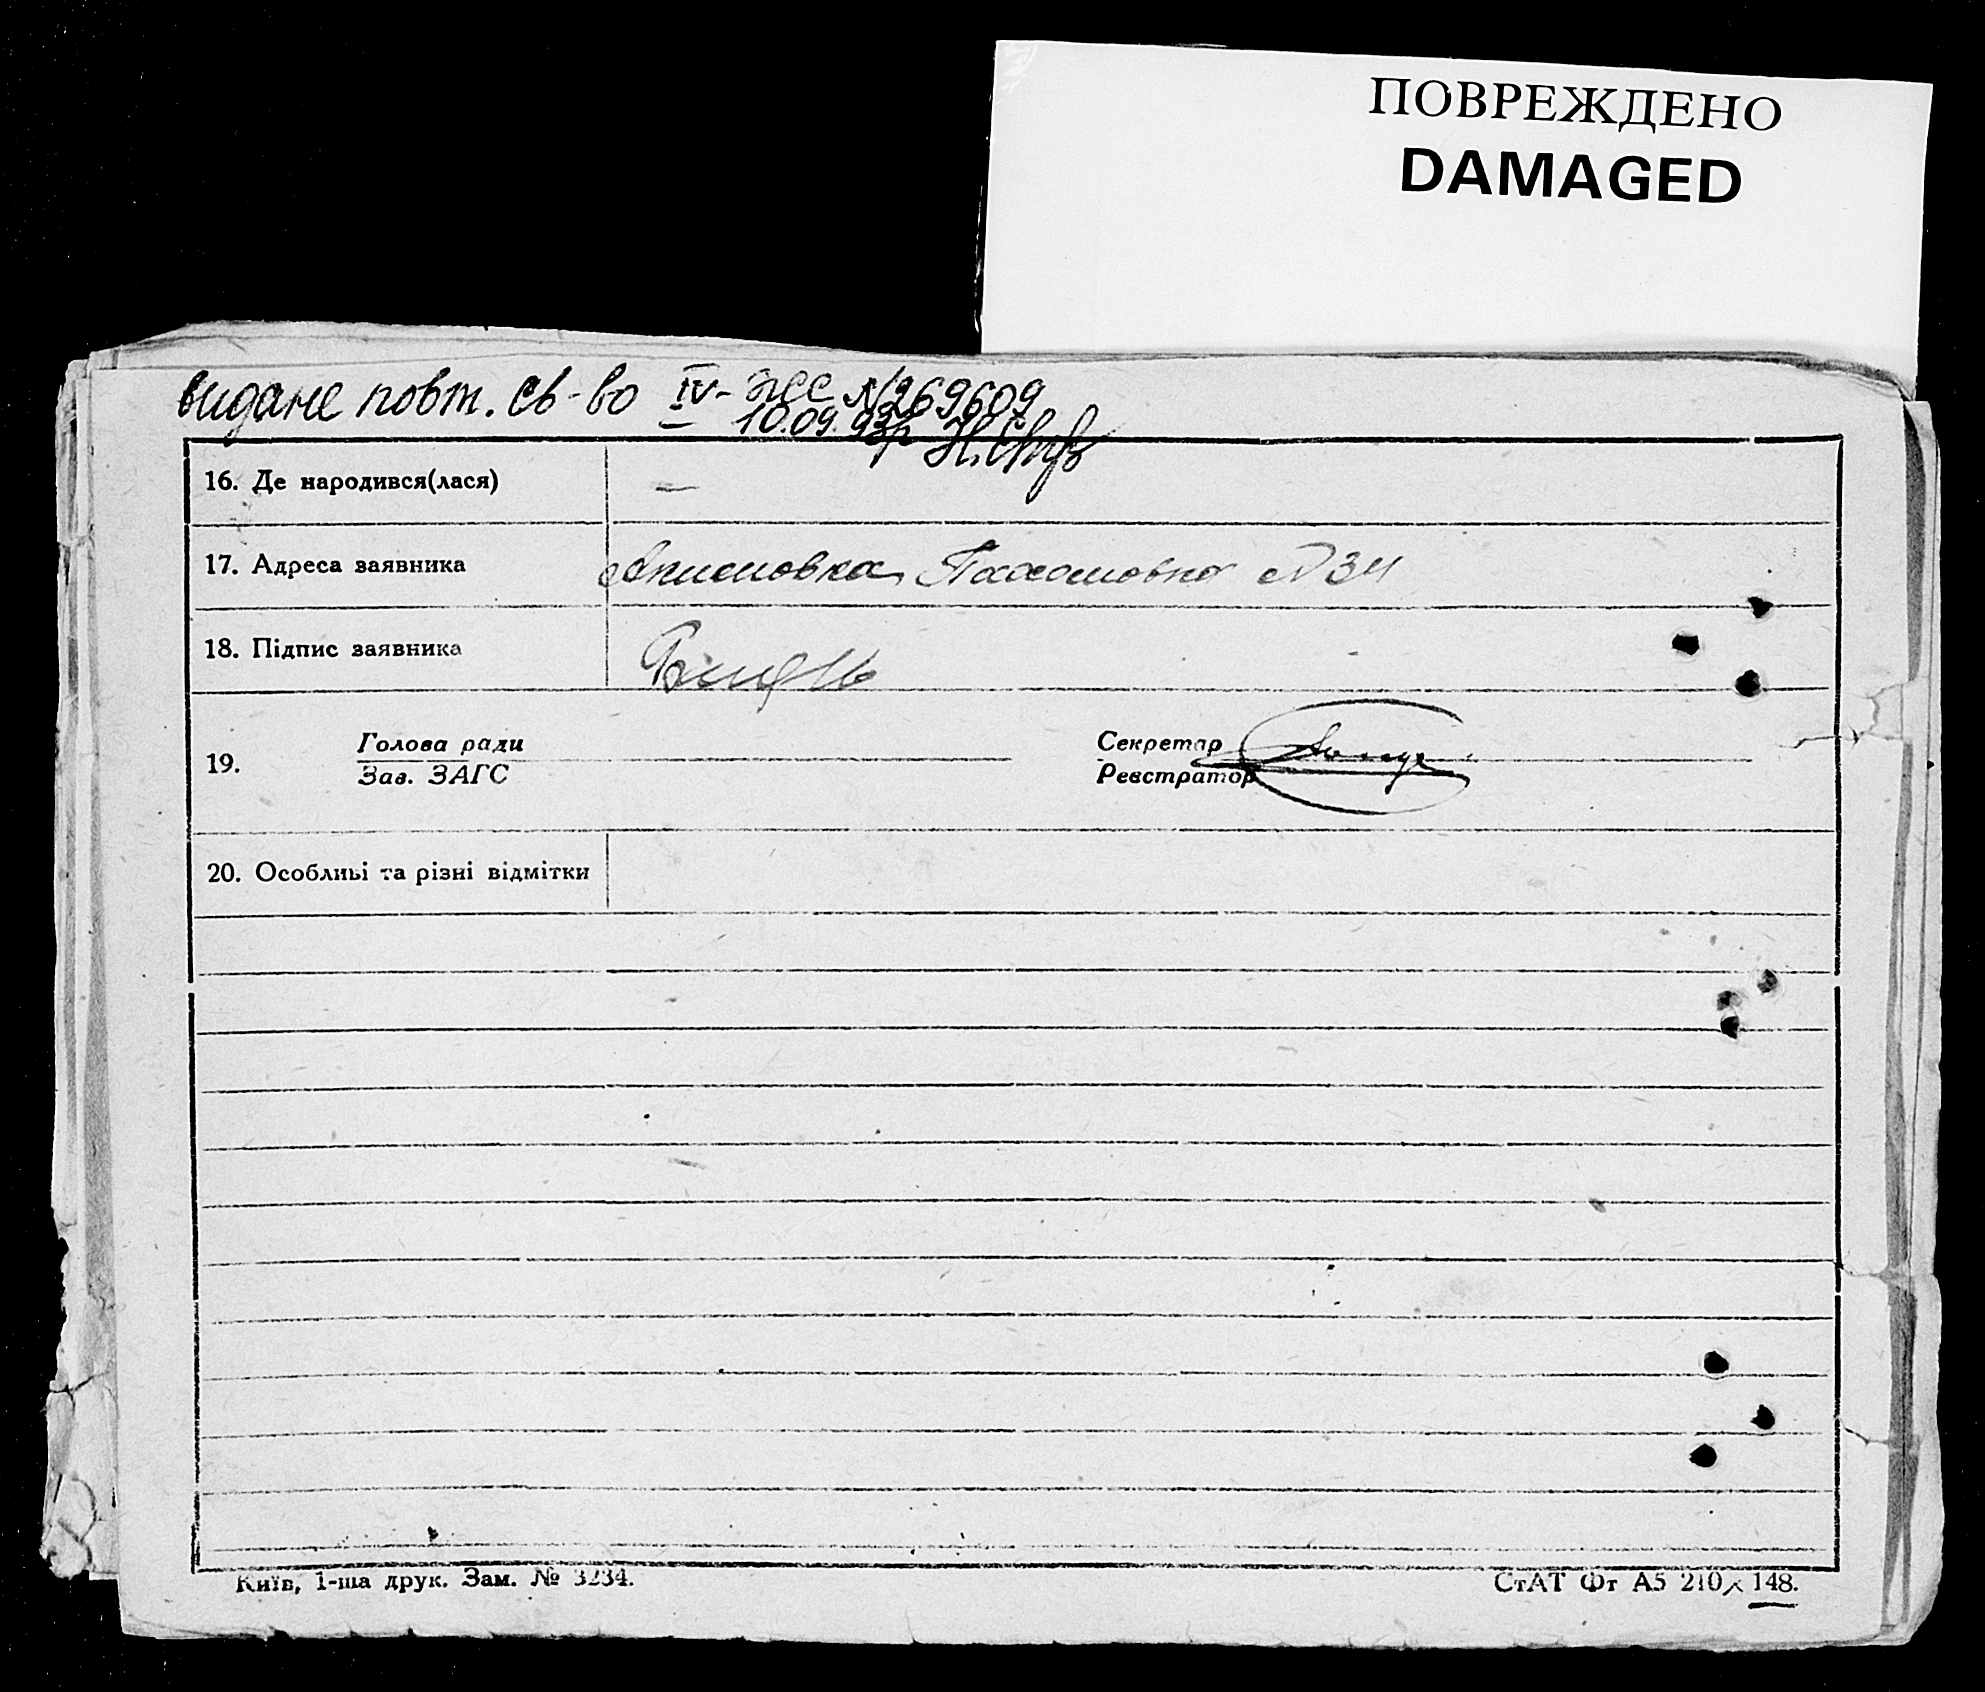 ПОВРЕЖДЕНО
DAMAGED
видане повт. св-во IV- №269609
10.09.93р
16. Де народився(лася) —
17. Адреса заявника №34
18. Підпис заявника
Голова ради
Секретар
19.
Зав. ЗАГС
Реєстратор
20. Особливі та різні відмітки
Київ, 1-ша друк. Зам. № 3234.
СтАТ Фт А5 210×148.